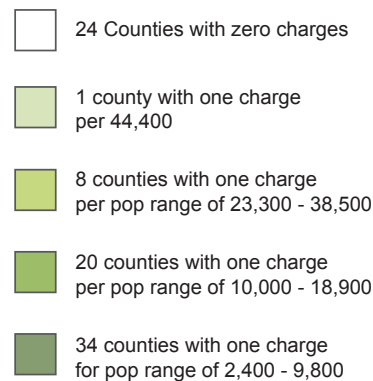 24 Counties with zero charges
1 county with one charge
per 44,400
8 counties with one charge
per pop range of 23,300 - 38,500
20 counties with one charge
per pop range of 10,000 - 18,900
34 counties with one charge
for pop range of 2,400 - 9,800